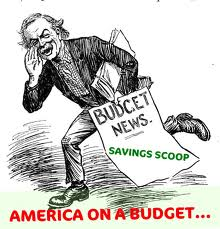 BUDGET
NEWS.
SAVINGS SCOOP
AMERICA ON A BUDGET...